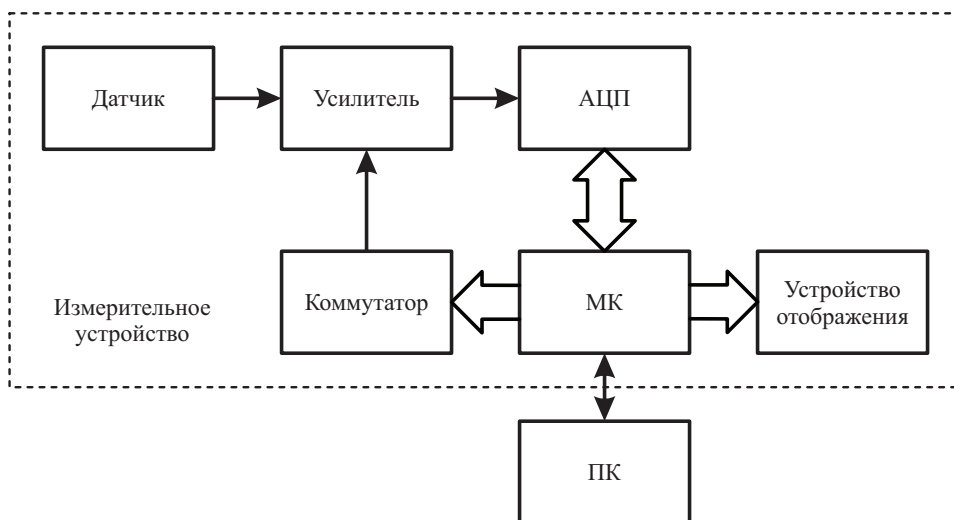 Датчик
Усилитель
АЦП
Измерительное
устройство
Коммутатор
МК
Устройство
отображения
ПК